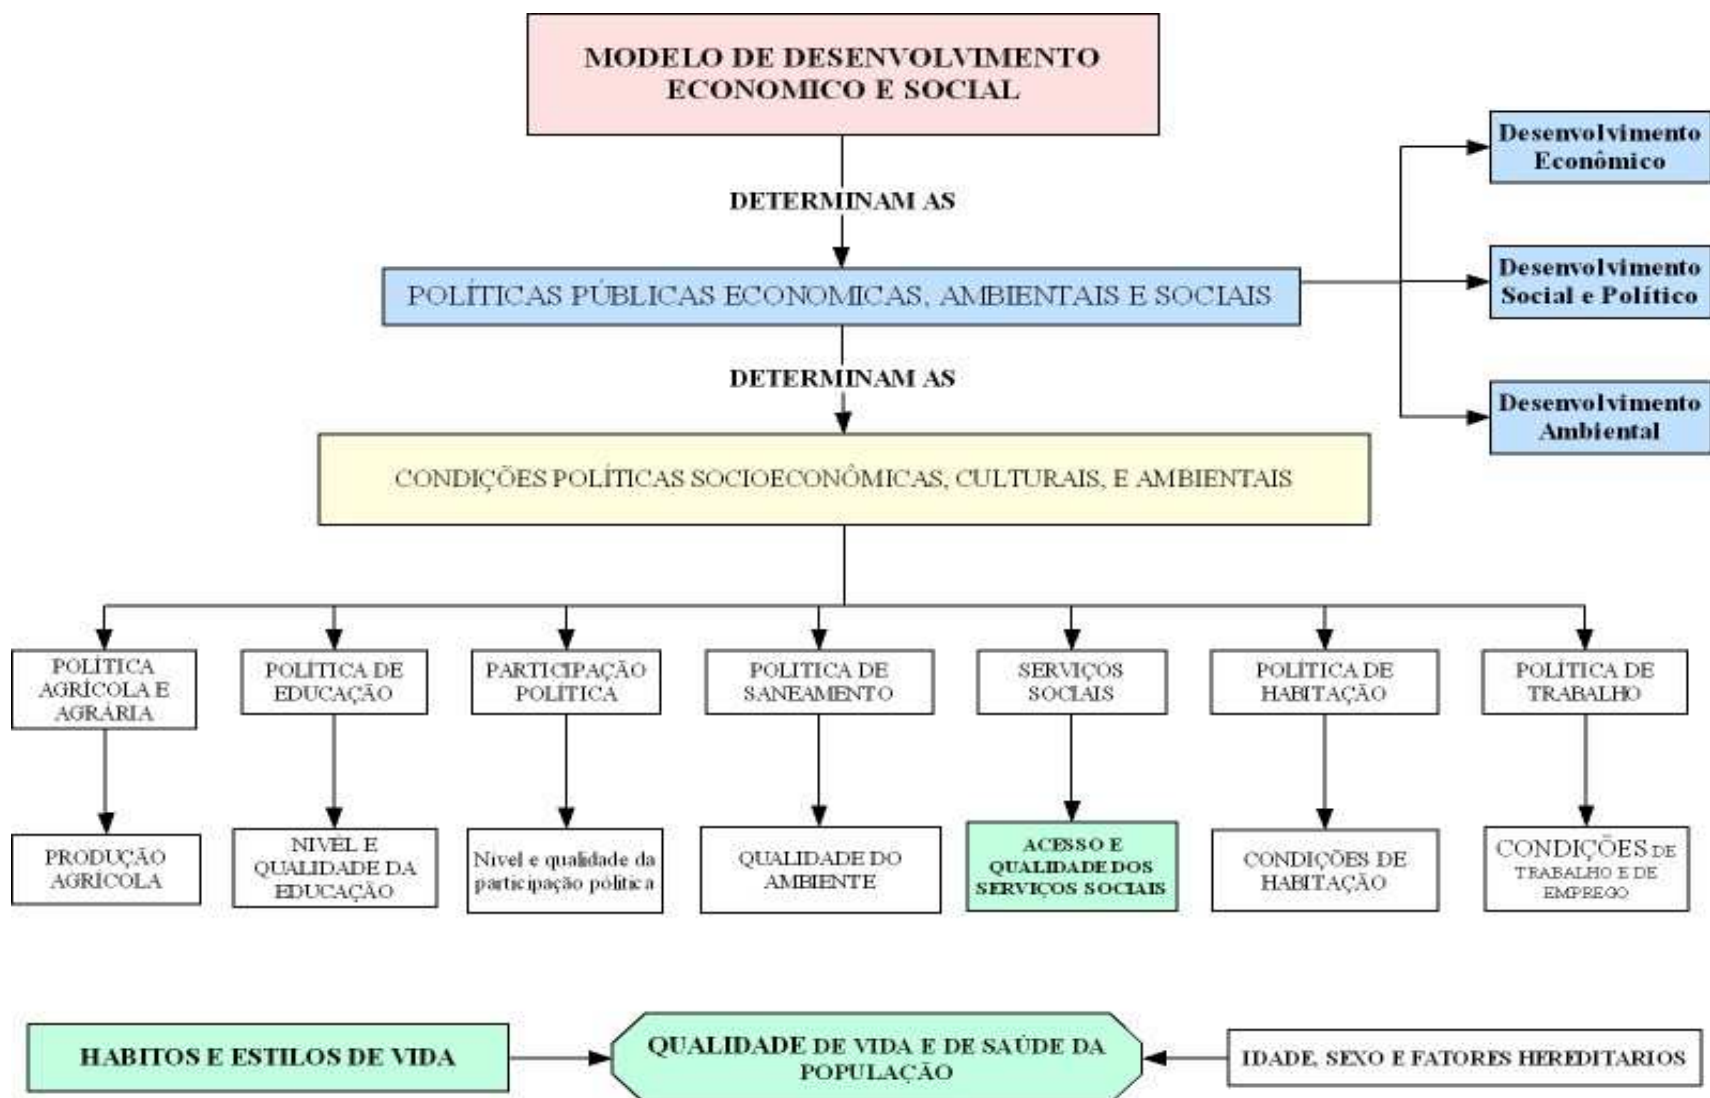 MODELO DE DESENVOLVIMENTO
ECONOMICO E SOCIAL
Desenvolvimento
Econômico
DETERMINAM AS
POLÍTICAS PÚBLICAS ECONOMICAS, AMBIENTAIS E SOCIAIS
Desenvolvimento
Social e Político
DETERMINAM AS
Desenvolvimento
Ambiental
CONDIÇÕES POLÍTICAS SOCIOECONÔMICAS, CULTURAIS, E AMBIENTAIS
POLÍTICA
AGRÍCOLA E
AGRÁRIA
POLÍTICA DE
EDUCAÇÃO
PARTICIPAÇÃO
POLÍTICA
POLITICA DE
SANEAMENTO
SERVIÇOS
SOCIAIS
POLÍTICA DE
HABITAÇÃO
POLÍTICA DE
TRABALHO
PRODUÇÃO
AGRÍCOLA
NIVÉL E
QUALIDADE DA
EDUCAÇÃO
Nível e qualidade da
participação política
QUALIDADE DO
AMBIENTE
ACESSO E
QUALIDADE DOS
SERVIÇOS SOCIAIS
CONDIÇÕES DE
HABITAÇÃO
CONDIÇÕES DE
TRABALHO E DE
EMPREGO
HABITOS E ESTILOS DE VIDA
QUALIDADE DE VIDA E DE SAÚDE DA
POPULAÇÃO
IDADE, SEXO E FATORES HEREDITARIOS